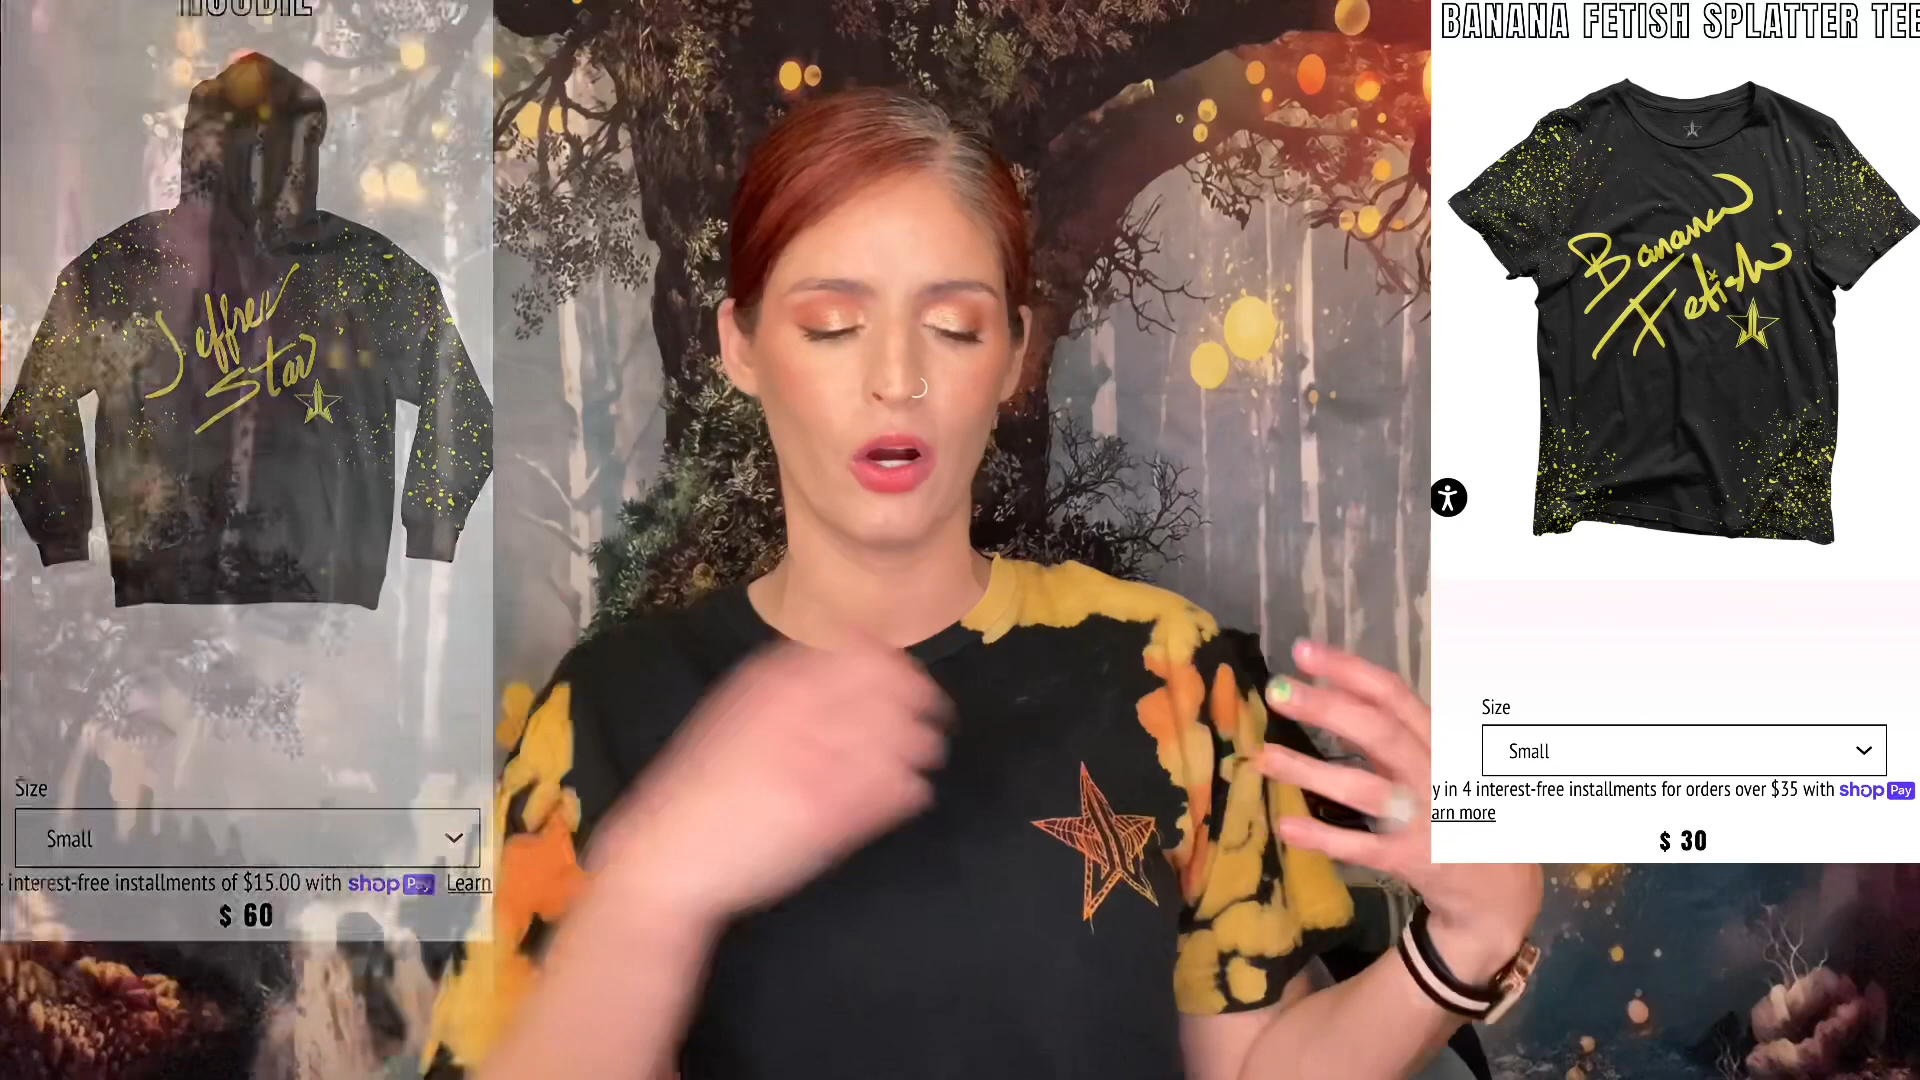 HOODIE
Jeffree
Star
Size
Small
interest-free installments of $15.00 with shop Pay Learn
$ 60
BANANA FETISH SPLATTER TEE
Banana
Fetish
Size
Small
y in 4 interest-free installments for orders over $35 with shop Pay
arn more
$ 30